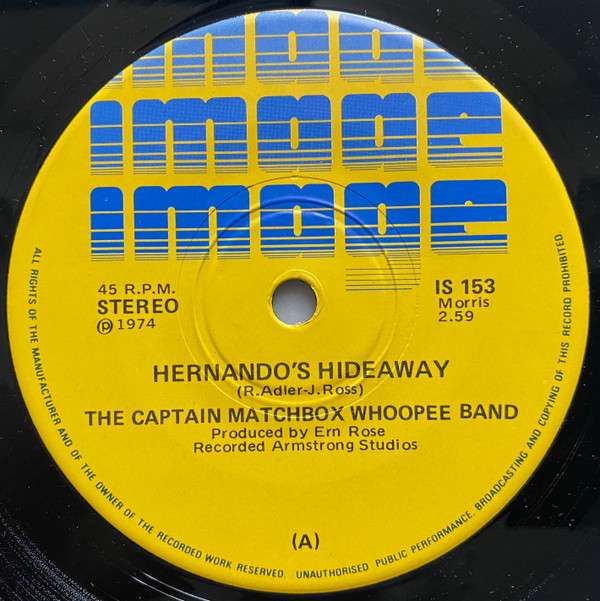 image
image
image
45 R.P.M.
STEREO
℗ 1974
IS 153
Morris
2.59
HERNANDO'S HIDEAWAY
(R.Adler-J.Ross)
THE CAPTAIN MATCHBOX WHOOPEE BAND
Produced by Ern Rose
Recorded Armstrong Studios
(A)
ALL RIGHTS OF THE MANUFACTURER AND OF THE OWNER OF THE RECORDED WORK RESERVED. UNAUTHORISED PUBLIC PERFORMANCE, BROADCASTING AND COPYING OF THIS RECORD PROHIBITED